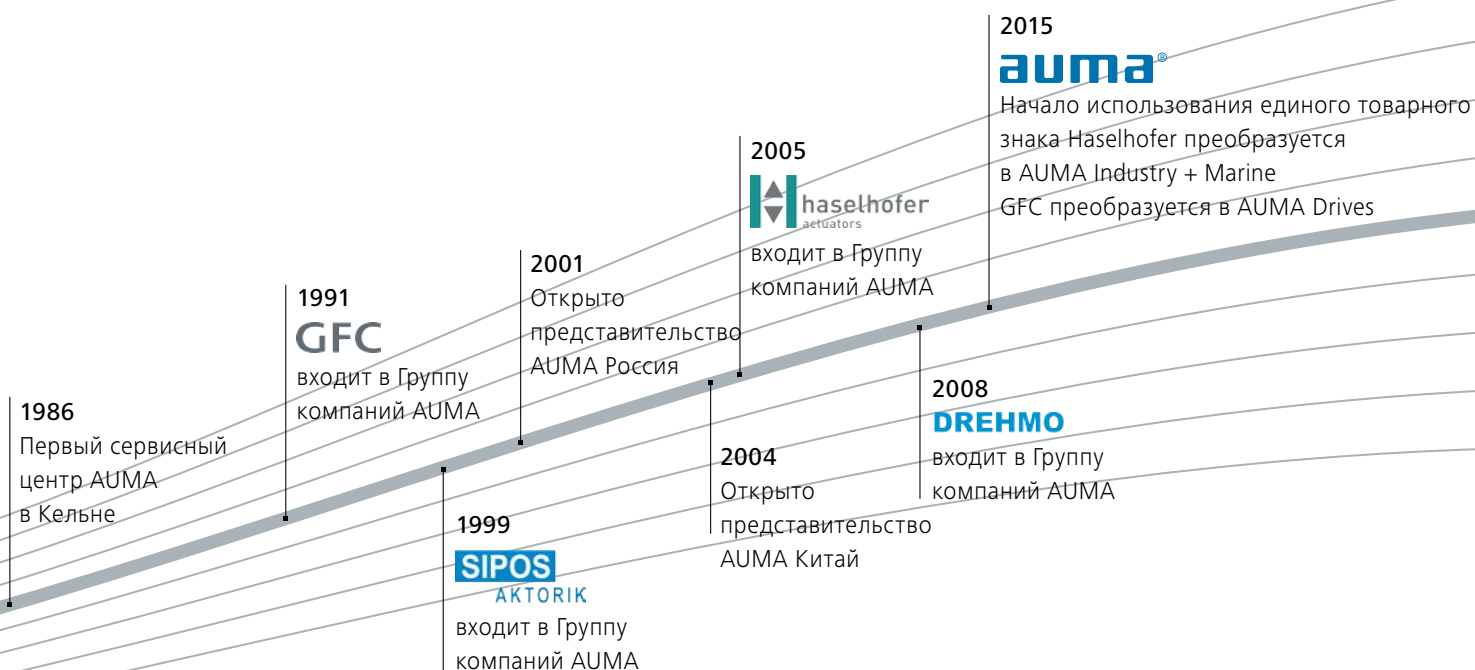 1986
Первый сервисный
центр AUMA
в Кельне
1991
GFC
входит в Группу
компаний AUMA
1999
SIPOS
AKTORIK
входит в Группу
компаний AUMA
2001
Открыто
представительство
AUMA Россия
2004
Открыто
представительство
AUMA Китай
2005
haselhofer
actuators
входит в Группу
компаний AUMA
2008
DREHMO
входит в Группу
компаний AUMA
2015
auma®
Начало использования единого товарного
знака Haselhofer преобразуется
в AUMA Industry + Marine
GFC преобразуется в AUMA Drives